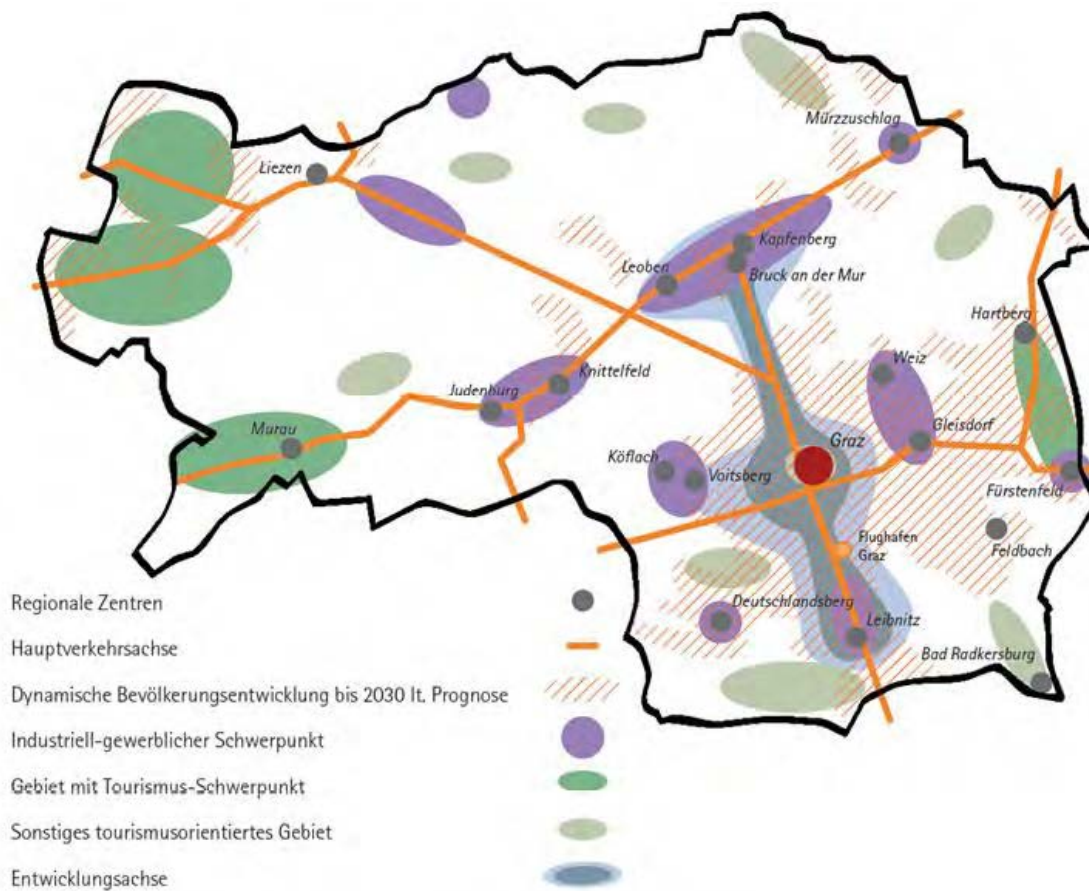 Mürzzuschlag
Liezen
Kapfenberg
Leoben
Bruck an der Mur
Hartberg
Weiz
Knittelfeld
Judenburg
Murau
Gleisdorf
Graz
Köflach
Voitsberg
Fürstenfeld
Flughafen
Graz
Feldbach
Deutschlandsberg
Leibnitz
Bad Radkersburg
Regionale Zentren
Hauptverkehrsachse
Dynamische Bevölkerungsentwicklung bis 2030 lt. Prognose
Industriell-gewerblicher Schwerpunkt
Gebiet mit Tourismus-Schwerpunkt
Sonstiges tourismusorientiertes Gebiet
Entwicklungsachse